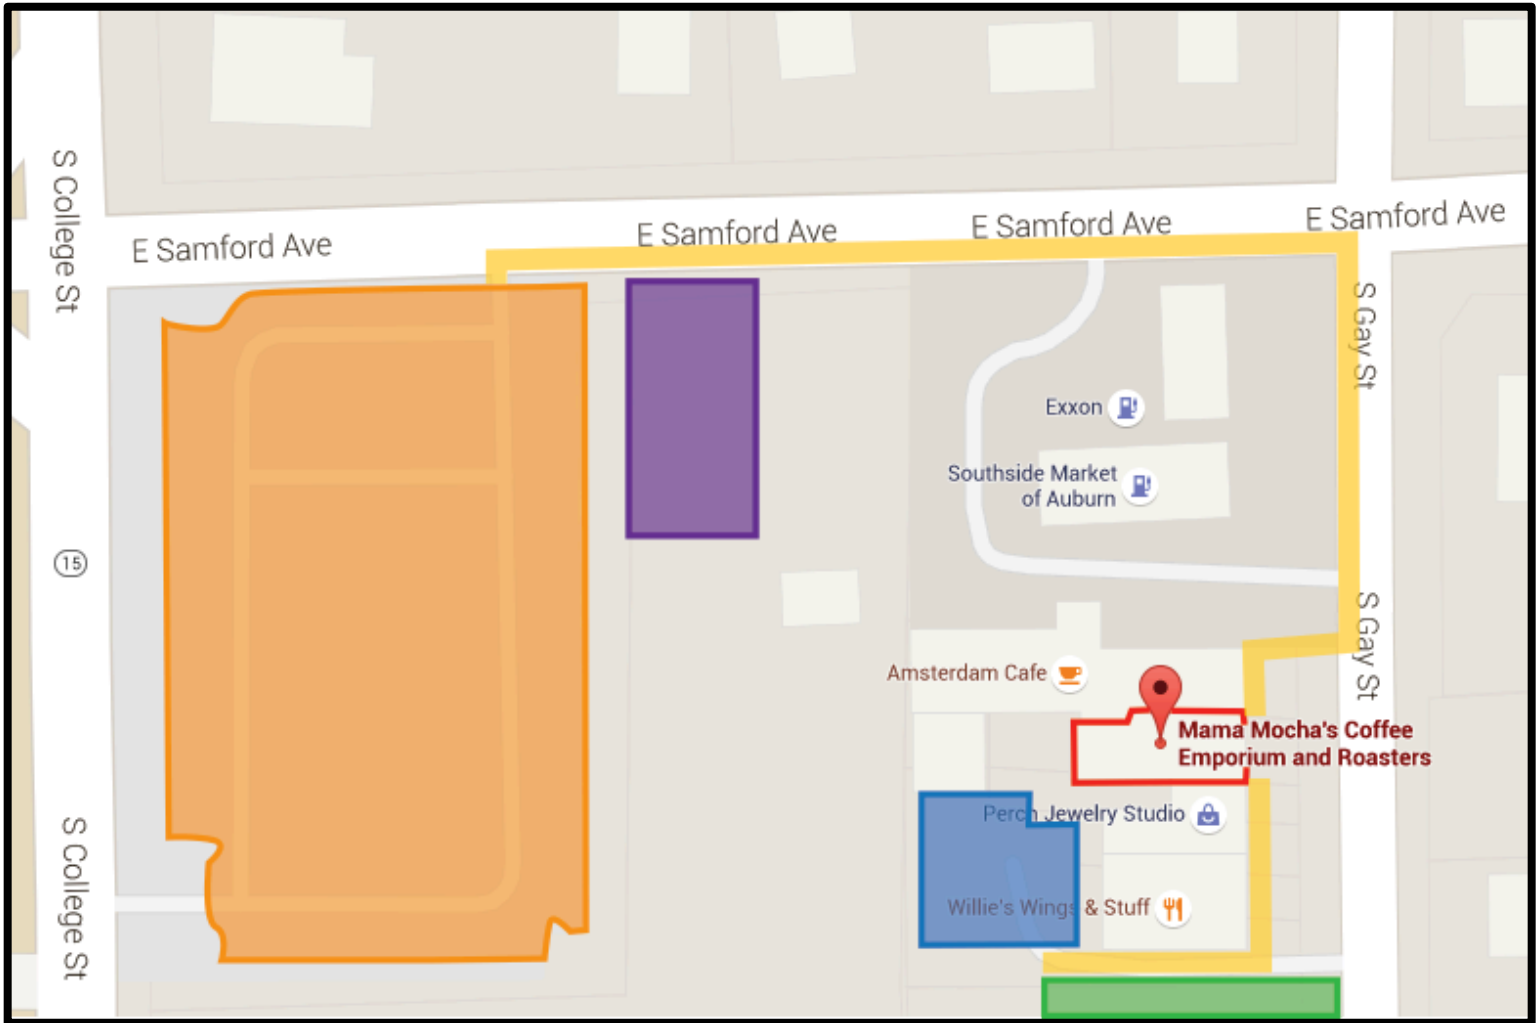 S College St
E Samford Ave
E Samford Ave
E Samford Ave
E Samford Ave
S Gay St
Exxon
Southside Market
of Auburn
15
S Gay St
Amsterdam Cafe
Mama Mocha's Coffee
Emporium and Roasters
Perch Jewelry Studio
S College St
Willie's Wings & Stuff